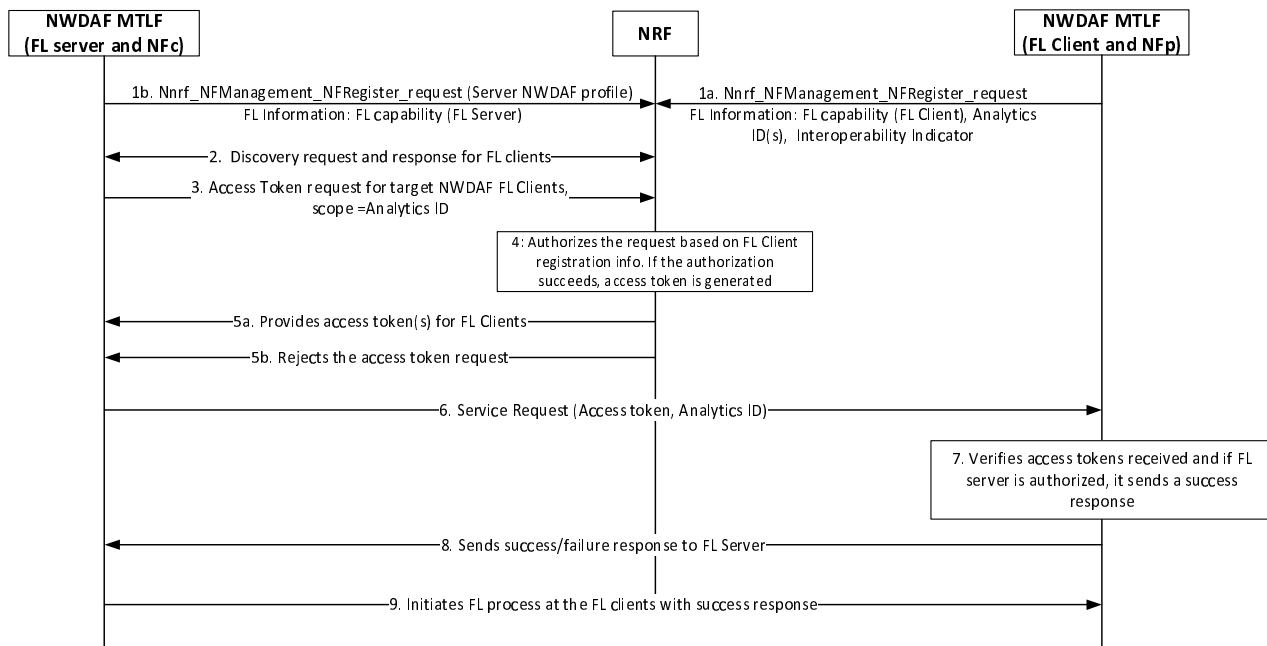 NWDAF MTLF
(FL server and NFc)
NRF
NWDAF MTLF
(FL Client and NFp)
1b. Nnrf_NFManagement_NFRegister_request (Server NWDAF profile)
FL Information: FL capability (FL Server)
1a. Nnrf_NFManagement_NFRegister_request
FL Information: FL capability (FL Client), Analytics
ID(s), Interoperability Indicator
2. Discovery request and response for FL clients
3. Access Token request for target NWDAF FL Clients,
scope =Analytics ID
4: Authorizes the request based on FL Client
registration info. If the authorization
succeeds, access token is generated
5a. Provides access token(s) for FL Clients
5b. Rejects the access token request
6. Service Request (Access token, Analytics ID)
7. Verifies access tokens received and if FL
server is authorized, it sends a success
response
8. Sends success/failure response to FL Server
9. Initiates FL process at the FL clients with success response